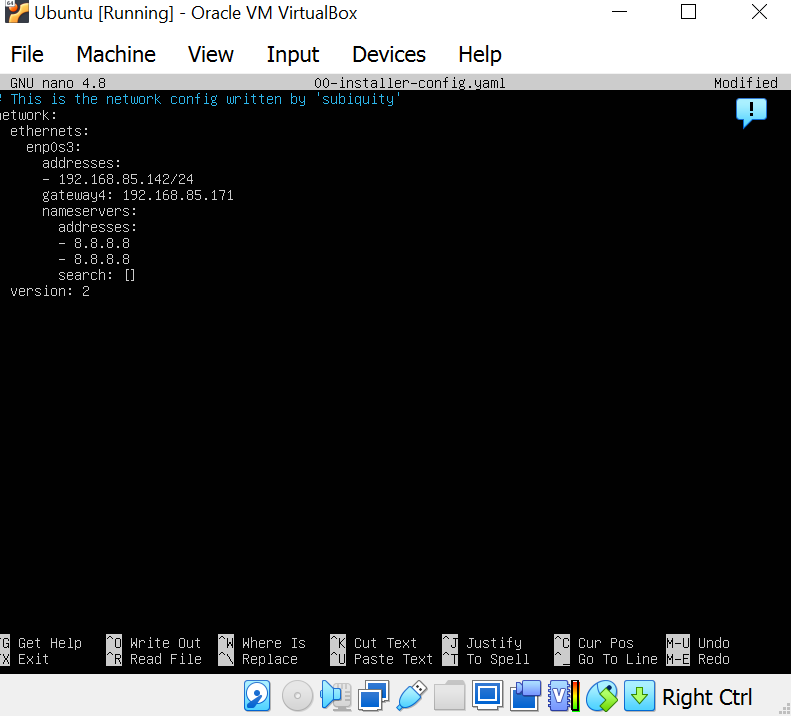 Ubuntu [Running] - Oracle VM VirtualBox
File Machine View Input Devices Help
GNU nano 4.8 00-installer-config.yaml Modified
# This is the network config written by 'subiquity'
network:
  ethernets:
    enp0s3:
      addresses:
      - 192.168.85.142/24
      gateway4: 192.168.85.171
      nameservers:
        addresses:
        - 8.8.8.8
        - 8.8.8.8
        search: []
  version: 2
^G Get Help ^O Write Out ^W Where Is ^K Cut Text ^J Justify ^C Cur Pos M-U Undo
^X Exit ^R Read File ^\ Replace ^U Paste Text ^T To Spell ^_ Go To Line M-E Redo
Right Ctrl